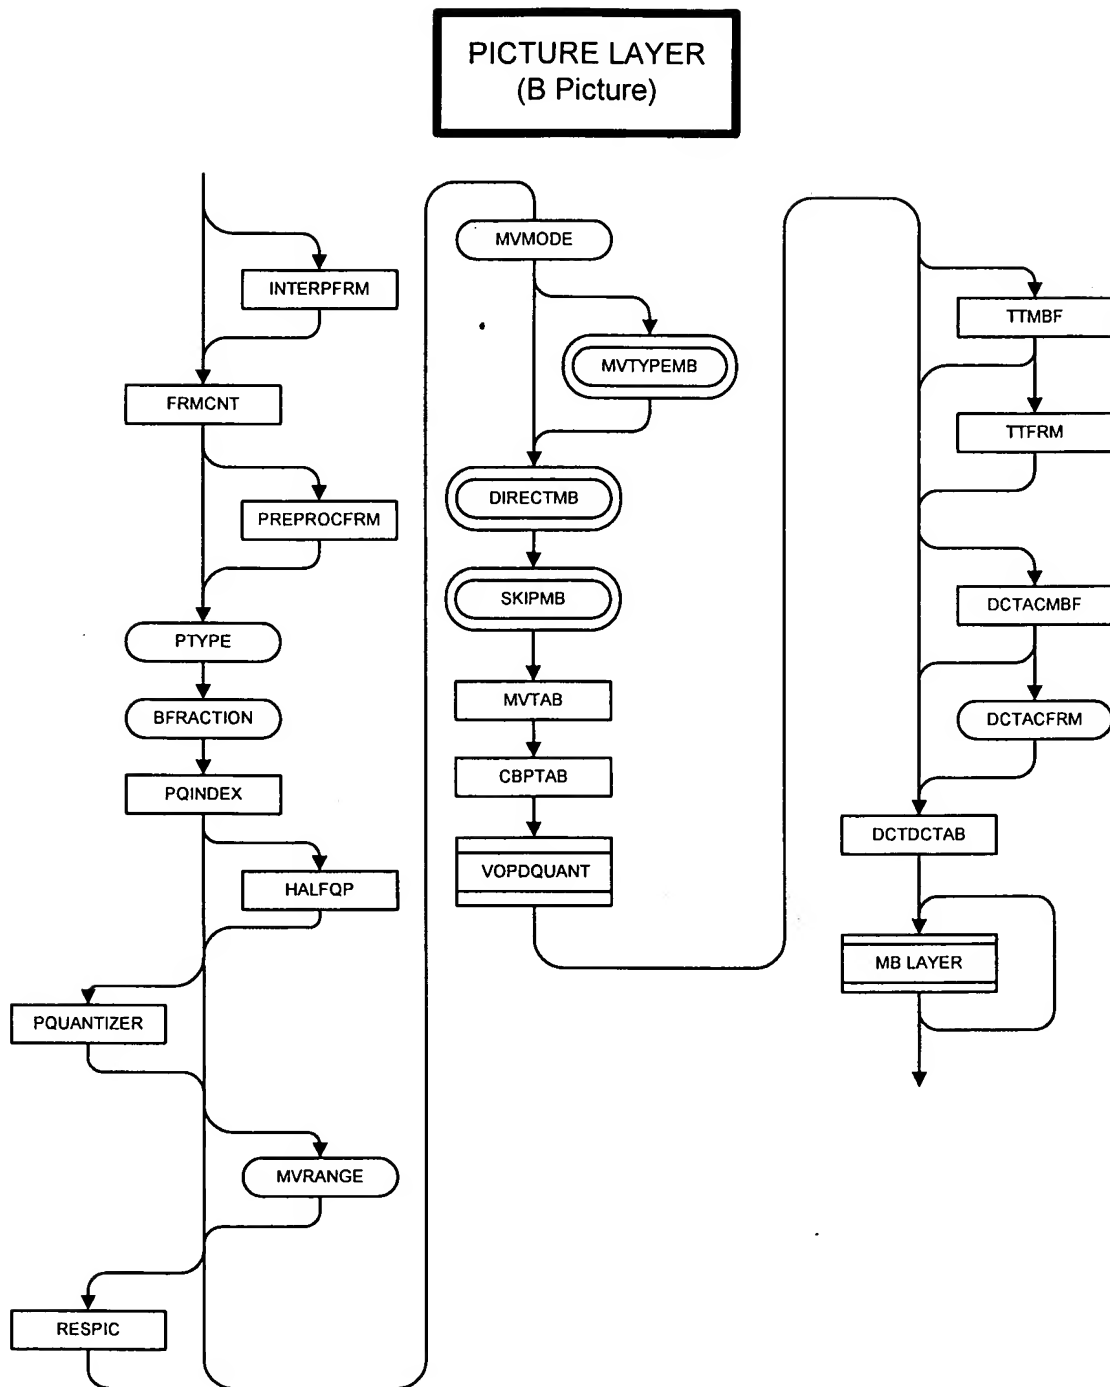 PICTURE LAYER
(B Picture)
INTERPFRM
FRMCNT
PREPROCFRM
PTYPE
BFRACTION
PQINDEX
HALFQP
PQUANTIZER
MVRANGE
RESPIC
MVMODE
MVTYPEMB
DIRECTMB
SKIPMB
MVTAB
CBPTAB
VOPDQUANT
TTMBF
TTFRM
DCTACMBF
DCTACFRM
DCTDCTAB
MB LAYER